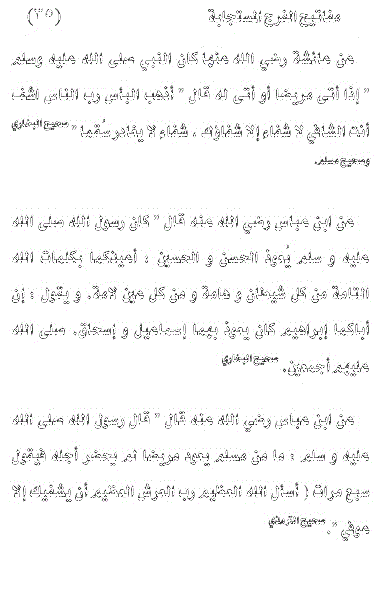 مفاتيح الفرج المستجابة (٢٥)
عن عائشة رضي الله عنها كان النبي صلى الله عليه وسلم
" إذا أتى مريضا أو أتى له قال " أذهب البأس رب الناس اشف
أنت الشافي لا شفاء إلا شفاؤك ، شفاء لا يغادر سقما " صحيح البخاري
وصحيح مسلم.
عن ابن عباس رضي الله عنه قال " كان رسول الله صلى الله
عليه و سلم يُعوذ الحسن و الحسين : أعيذكما بكلمات الله
التامة من كل شيطان و هامة و من كل عين لامة. و يقول : إن
أباكما إبراهيم كان يعوذ بهما إسماعيل و إسحاق. صلى الله
عليهم أجمعين. صحيح البخاري
عن ابن عباس رضي الله عنه قال " قال رسول الله صلى الله
عليه و سلم : ما من مسلم يعود مريضا لم يحضر أجله فيقول
سبع مرات ( أسأل الله العظيم رب العرش العظيم أن يشفيك إلا
عوفي ". صحيح الترمذي